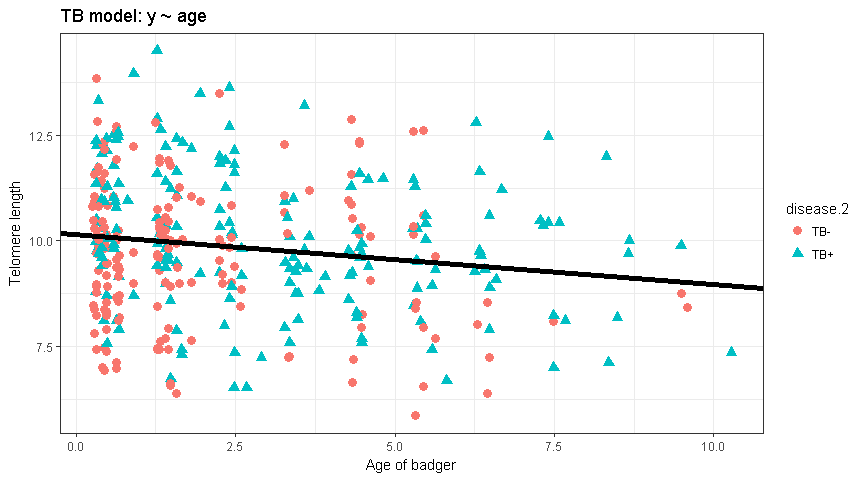 TB model: y ~ age
Telomere length
12.5
10.0
7.5
0.0 2.5 5.0 7.5 10.0
Age of badger
disease.2
TB-
TB+